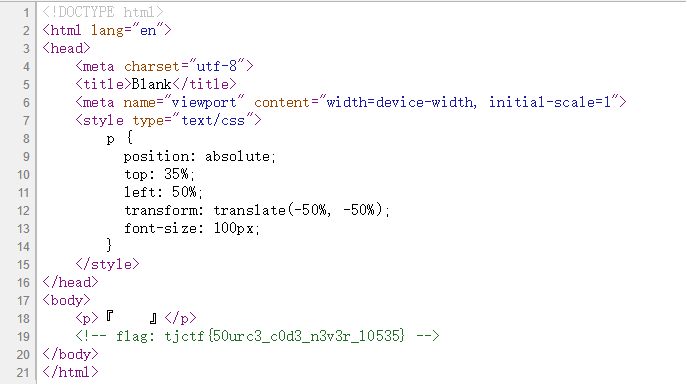 1 <!DOCTYPE html>
2 <html lang="en">
3 <head>
4     <meta charset="utf-8">
5     <title>Blank</title>
6     <meta name="viewport" content="width=device-width, initial-scale=1">
7     <style type="text/css">
8         p {
9           position: absolute;
10           top: 35%;
11           left: 50%;
12           transform: translate(-50%, -50%);
13           font-size: 100px;
14         }
15     </style>
16 </head>
17 <body>
18     <p>『　　』</p>
19     <!-- flag: tjctf{50urc3_c0d3_n3v3r_10535} -->
20 </body>
21 </html>